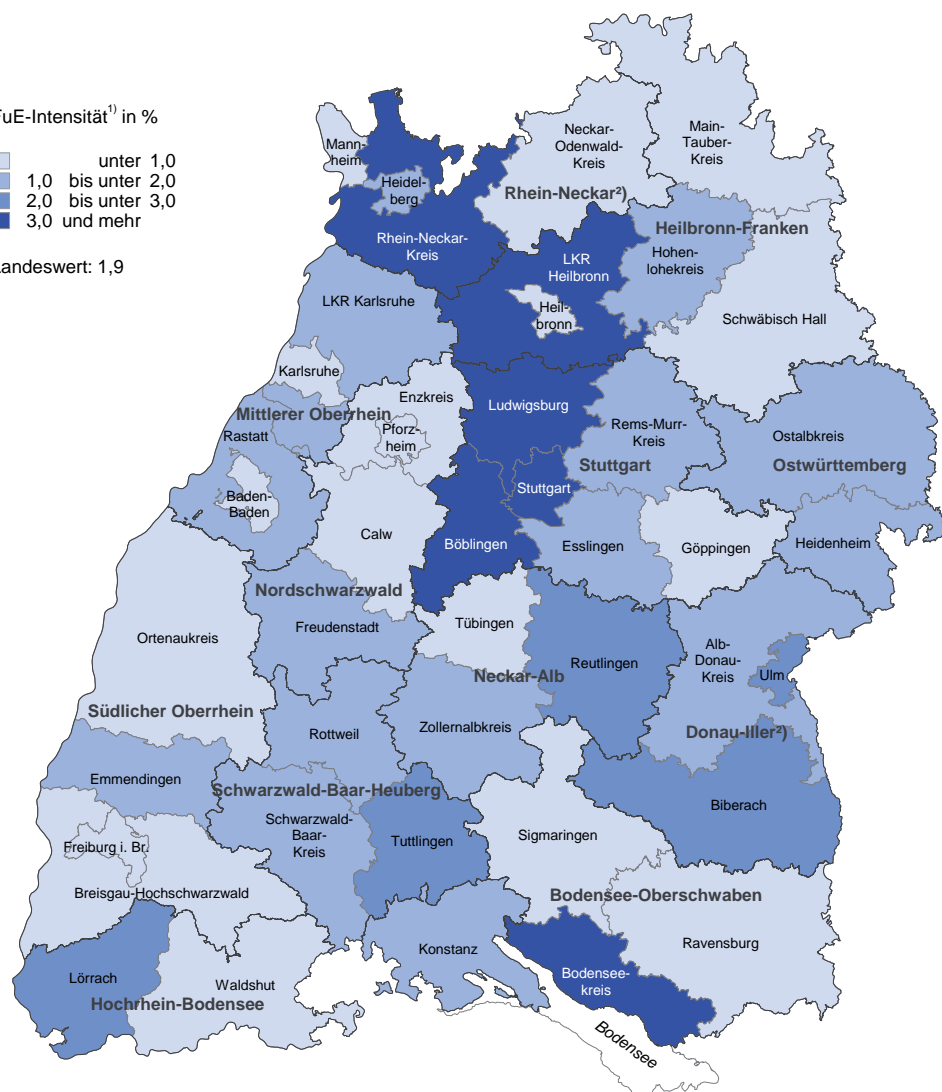 FuE-Intensität¹⁾ in %
unter 1,0
1,0 bis unter 2,0
2,0 bis unter 3,0
3,0 und mehr
Landeswert: 1,9
Mann-
heim
Heidel-
berg
Rhein-Neckar-
Kreis
Neckar-
Odenwald-
Kreis
Rhein-Neckar²)
Main-
Tauber-
Kreis
Heilbronn-Franken
LKR
Heilbronn
Heil-
bronn
Hohen-
lohekreis
Schwäbisch Hall
LKR Karlsruhe
Karlsruhe
Mittlerer Oberrhein
Rastatt
Baden-
Baden
Enzkreis
Pforz-
heim
Ludwigsburg
Rems-Murr-
Kreis
Stuttgart
Stuttgart
Ostalbkreis
Ostwürttemberg
Calw
Böblingen
Esslingen
Göppingen
Heidenheim
Nordschwarzwald
Freudenstadt
Tübingen
Ortenaukreis
Neckar-Alb
Reutlingen
Alb-
Donau-
Kreis
Ulm
Südlicher Oberrhein
Rottweil
Zollernalbkreis
Donau-Iller²)
Emmendingen
Schwarzwald-Baar-Heuberg
Schwarzwald-
Baar-
Kreis
Tuttlingen
Sigmaringen
Biberach
Freiburg i. Br.
Breisgau-Hochschwarzwald
Bodensee-Oberschwaben
Ravensburg
Konstanz
Bodensee-
kreis
Lörrach
Waldshut
Hochrhein-Bodensee
Bodensee